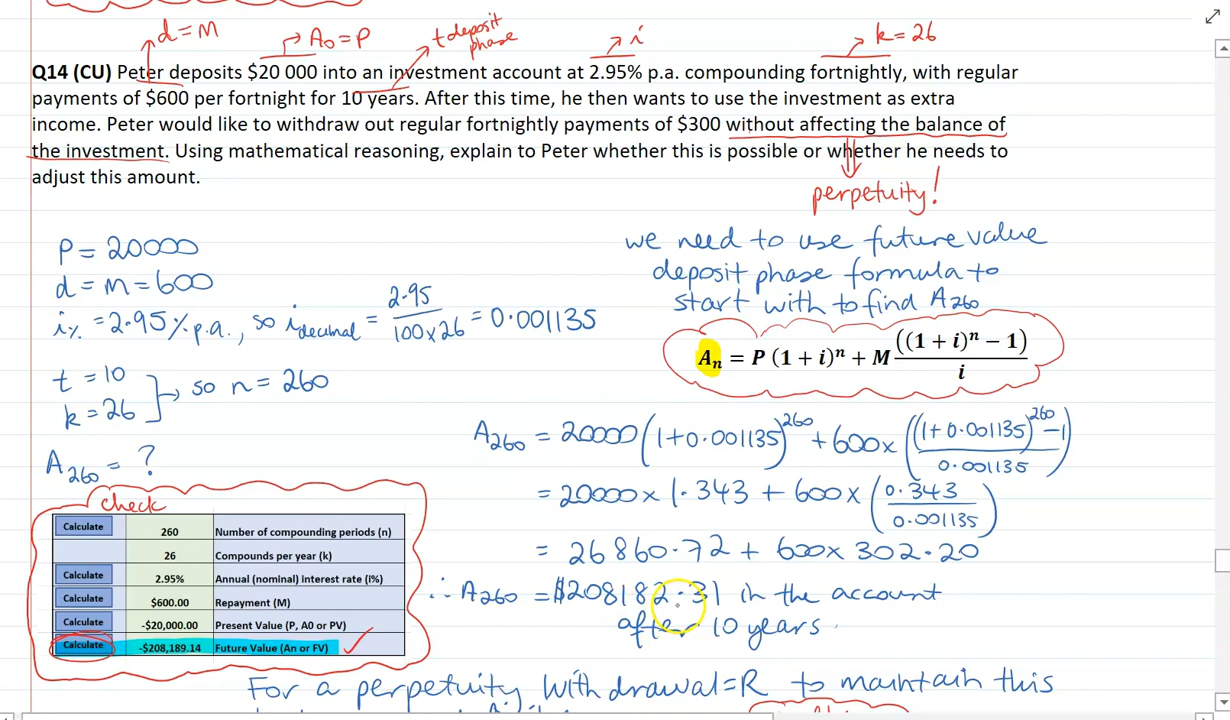 d = M
A₀ = P
t deposit phase
i
k = 26
Q14 (CU) Peter deposits $20 000 into an investment account at 2.95% p.a. compounding fortnightly, with regular
payments of $600 per fortnight for 10 years. After this time, he then wants to use the investment as extra
income. Peter would like to withdraw out regular fortnightly payments of $300 without affecting the balance of
the investment. Using mathematical reasoning, explain to Peter whether this is possible or whether he needs to
adjust this amount.
perpetuity!
P = 20000
d = M = 600
i% = 2.95% p.a., so i decimal = 2.95 / 100 x 26 = 0.001135
t = 10
k = 26
so n = 260
A₂₆₀ = ?
we need to use future value
deposit phase formula to
start with to find A₂₆₀
Aₙ = P (1 + i)ⁿ + M ((1 + i)ⁿ − 1) / i
A₂₆₀ = 20000 (1 + 0.001135)²⁶⁰ + 600 x ((1 + 0.001135)²⁶⁰ − 1 / 0.001135)
= 20000 x 1.343 + 600 x (0.343 / 0.001135)
= 26860.72 + 600 x 302.20
∴ A₂₆₀ = $208182.31 in the account
after 10 years.
check
Calculate 260 Number of compounding periods (n)
26 Compounds per year (k)
Calculate 2.95% Annual (nominal) interest rate (I%)
Calculate $600.00 Repayment (M)
Calculate -$20,000.00 Present Value (P, A0 or PV)
Calculate -$208,189.14 Future Value (An or FV)
For a perpetuity withdrawal = R to maintain this